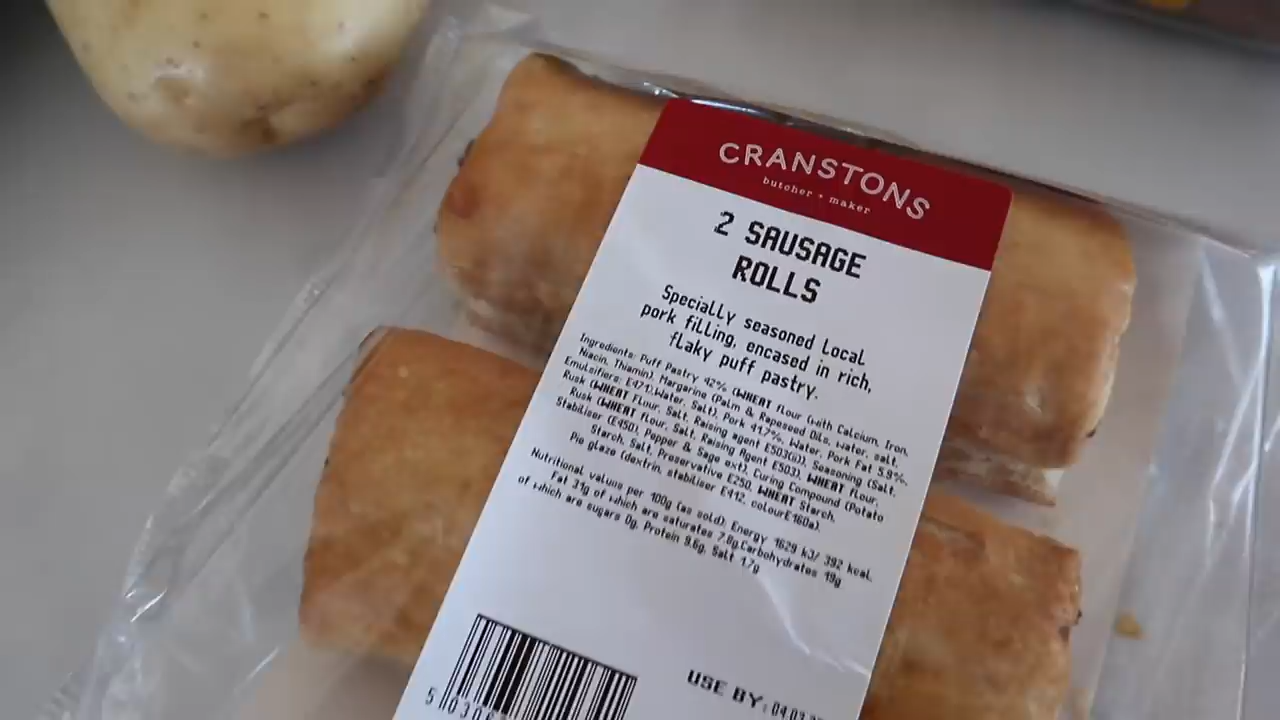 CRANSTONS
butcher • maker
2 SAUSAGE
ROLLS
Specially seasoned local
pork filling, encased in rich,
flaky puff pastry.
Ingredients: Puff Pastry 42% (WHEAT flour (with Calcium, Iron,
Niacin, Thiamin), Margarine (Palm & Rapeseed Oils, water, salt,
Emulsifiers: E471),Water, Salt), Pork 41.7%, Water, Pork Fat 5.9%,
Rusk (WHEAT Flour, Salt, Raising agent E503(ii)), Seasoning (Salt,
Rusk (WHEAT flour, Salt, Raising Agent E503), WHEAT flour,
Stabiliser (E450), Pepper & Sage ext), Curing Compound (Potato
Starch, Salt, Preservative E250, WHEAT Starch,
Pie glaze (dextrin, stabiliser E412, colourE160a).
Nutritional values per 100g (as sold). Energy 1629 kJ/ 392 kcal,
Fat 31g of which are saturates 7.8g,Carbohydrates 19g
of which are sugars 0g, Protein 9.6g, Salt 1.7g
USE BY: 04.03